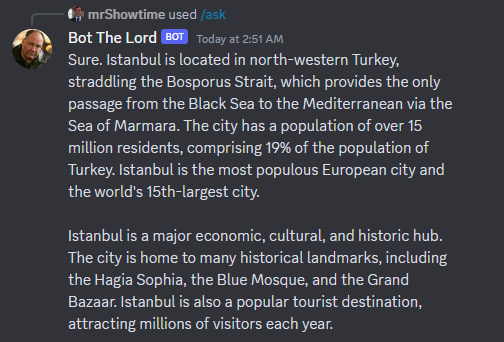 mrShowtime used /ask
Bot The Lord BOT Today at 2:51 AM
Sure. Istanbul is located in north-western Turkey,
straddling the Bosporus Strait, which provides the only
passage from the Black Sea to the Mediterranean via the
Sea of Marmara. The city has a population of over 15
million residents, comprising 19% of the population of
Turkey. Istanbul is the most populous European city and
the world's 15th-largest city.
Istanbul is a major economic, cultural, and historic hub.
The city is home to many historical landmarks, including
the Hagia Sophia, the Blue Mosque, and the Grand
Bazaar. Istanbul is also a popular tourist destination,
attracting millions of visitors each year.